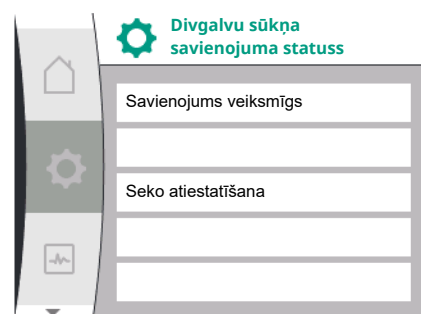 Divgalvu sūkņa
savienojuma statuss
Savienojums veiksmīgs
Seko atiestatīšana